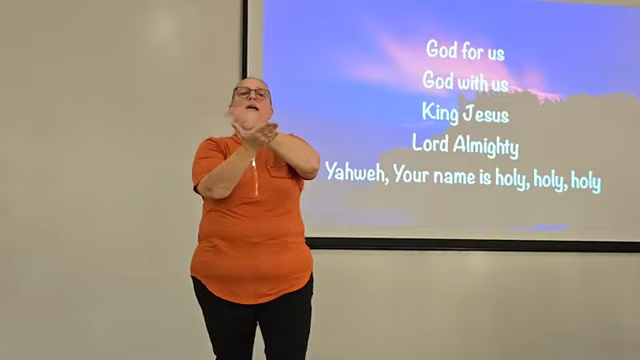 God for us
God with us
King Jesus
Lord Almighty
Yahweh, Your name is holy, holy, holy